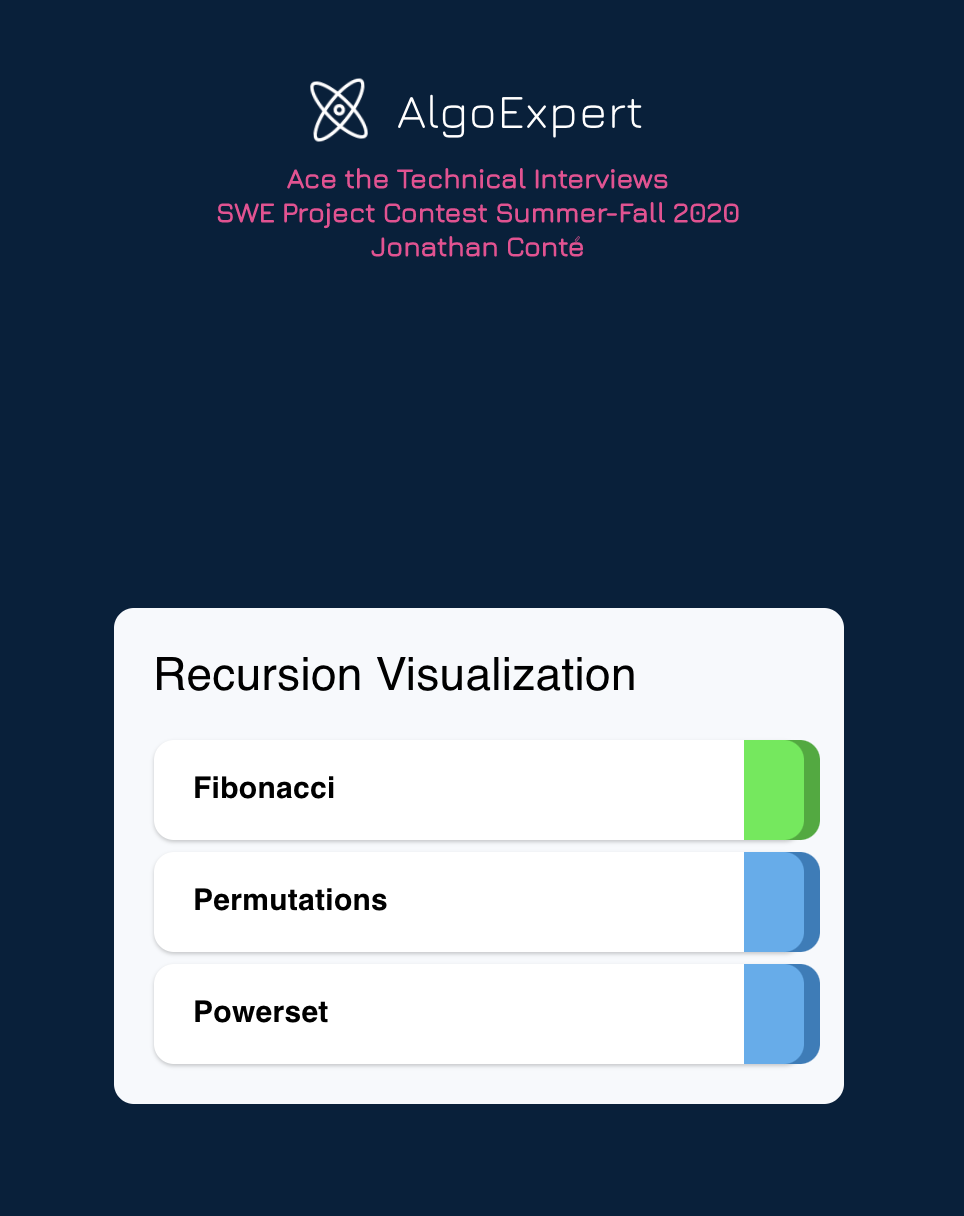 AlgoExpert
Ace the Technical Interviews
SWE Project Contest Summer-Fall 2020
Jonathan Conté
Recursion Visualization
Fibonacci
Permutations
Powerset